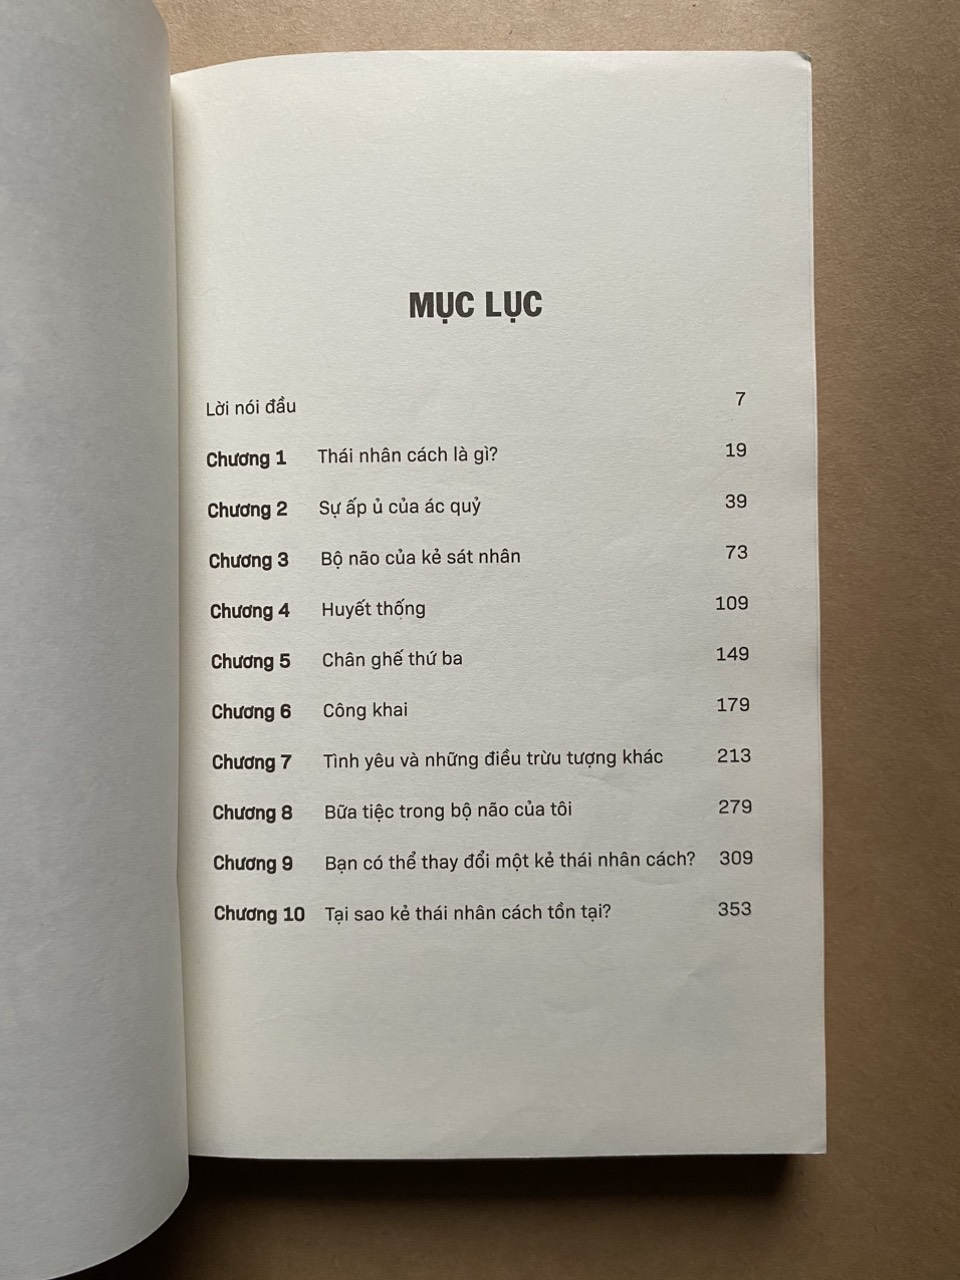 MỤC LỤC
Lời nói đầu 7
Chương 1 Thái nhân cách là gì? 19
Chương 2 Sự ấp ủ của ác quỷ 39
Chương 3 Bộ não của kẻ sát nhân 73
Chương 4 Huyết thống 109
Chương 5 Chân ghế thứ ba 149
Chương 6 Công khai 179
Chương 7 Tình yêu và những điều trừu tượng khác 213
Chương 8 Bữa tiệc trong bộ não của tôi 279
Chương 9 Bạn có thể thay đổi một kẻ thái nhân cách? 309
Chương 10 Tại sao kẻ thái nhân cách tồn tại? 353